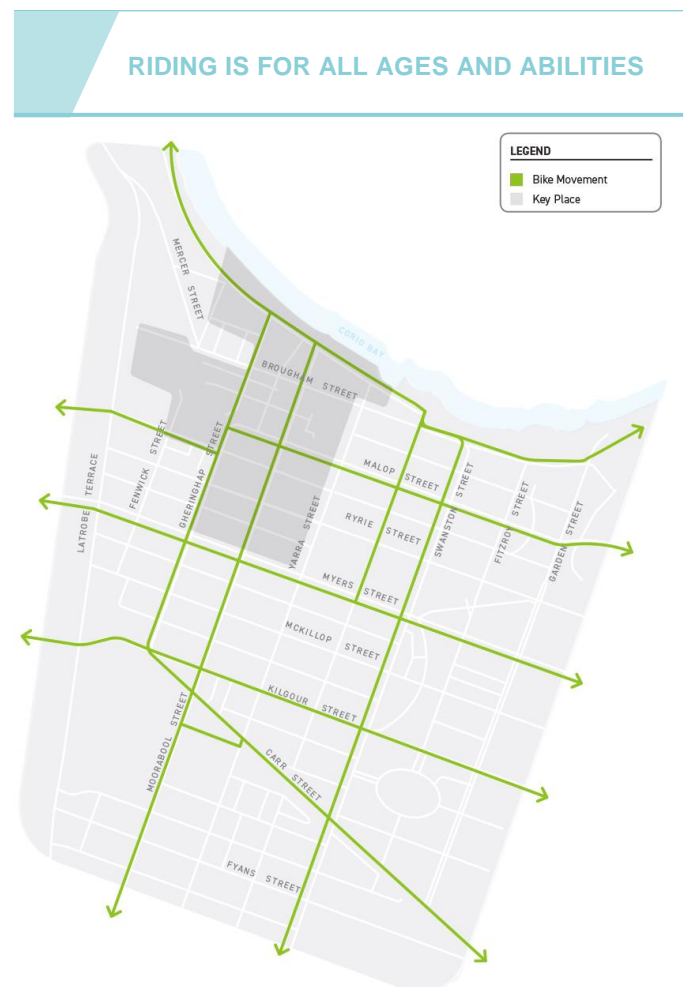 RIDING IS FOR ALL AGES AND ABILITIES
LEGEND
Bike Movement
Key Place
MERCER STREET
CORIO BAY
BROUGHAM STREET
LATROBE TERRACE
FENWICK STREET
GHERINGHAP STREET
YARRA STREET
MALOP STREET
RYRIE STREET
SWANSTON STREET
FITZROY STREET
GARDEN STREET
MYERS STREET
MCKILLOP STREET
KILGOUR STREET
MOORABOOL STREET
CARR STREET
FYANS STREET